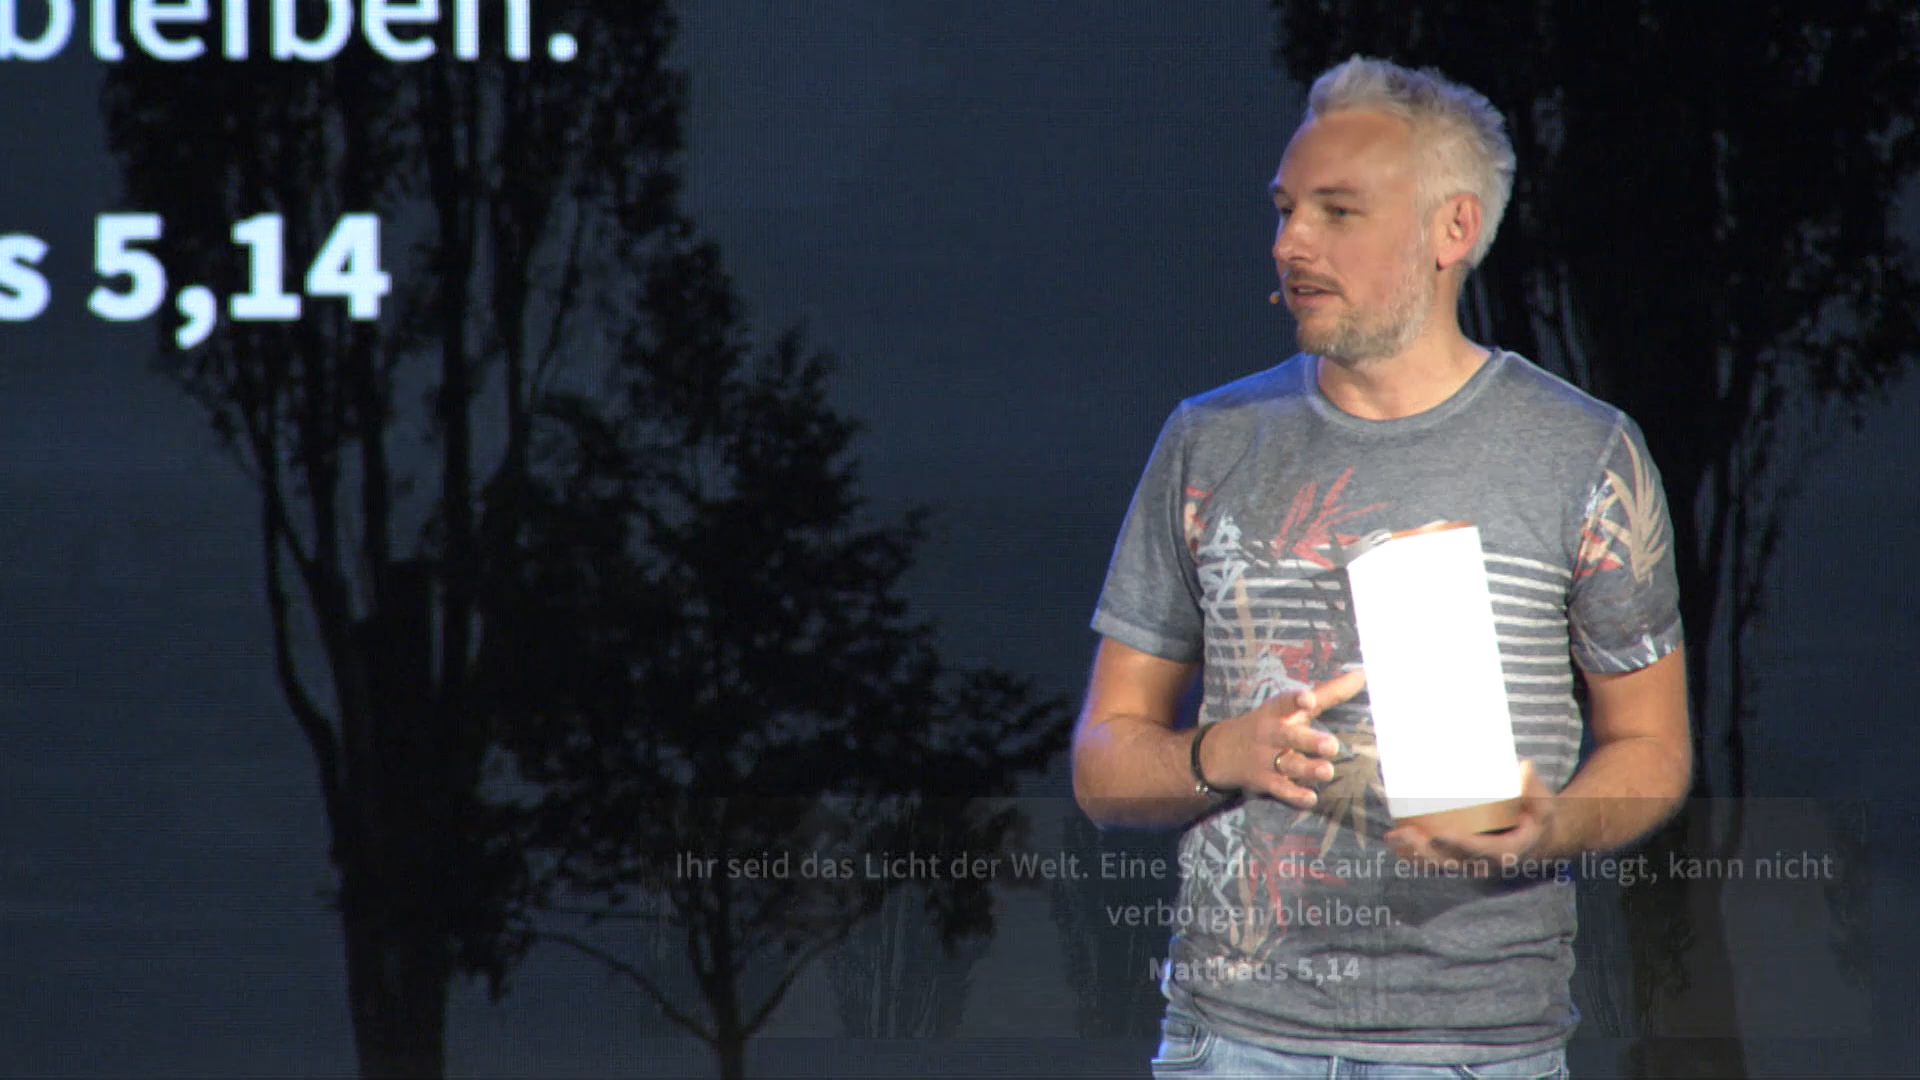 bleiben.
s 5,14
Ihr seid das Licht der Welt. Eine Stadt, die auf einem Berg liegt, kann nicht
verborgen bleiben.
Matthäus 5,14